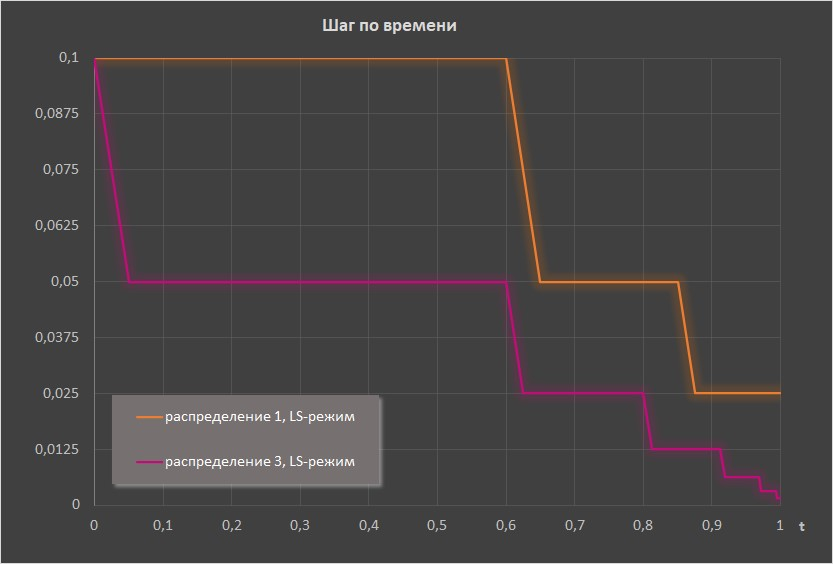 Шаг по времени
0,1
0,0875
0,075
0,0625
0,05
0,0375
0,025
0,0125
0
распределение 1, LS-режим
распределение 3, LS-режим
0 0,1 0,2 0,3 0,4 0,5 0,6 0,7 0,8 0,9 1 t